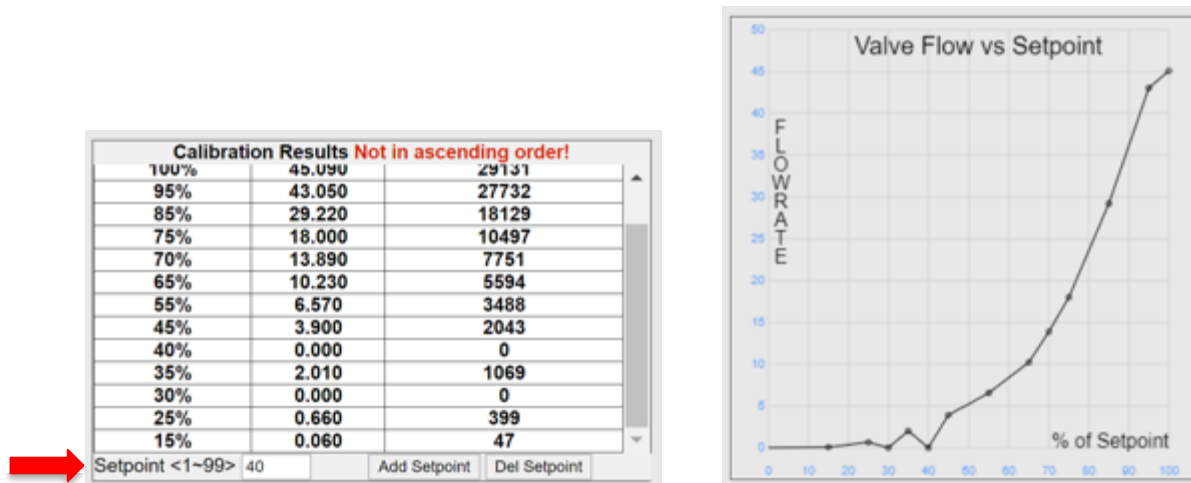 Calibration Results Not in ascending order!
100% 45.090 29131
95% 43.050 27732
85% 29.220 18129
75% 18.000 10497
70% 13.890 7751
65% 10.230 5594
55% 6.570 3488
45% 3.900 2043
40% 0.000 0
35% 2.010 1069
30% 0.000 0
25% 0.660 399
15% 0.060 47
Setpoint <1~99> 40 Add Setpoint Del Setpoint
Valve Flow vs Setpoint
FLOWRATE
50
45
40
35
30
25
20
15
10
5
0
% of Setpoint
0 10 20 30 40 50 60 70 80 90 100